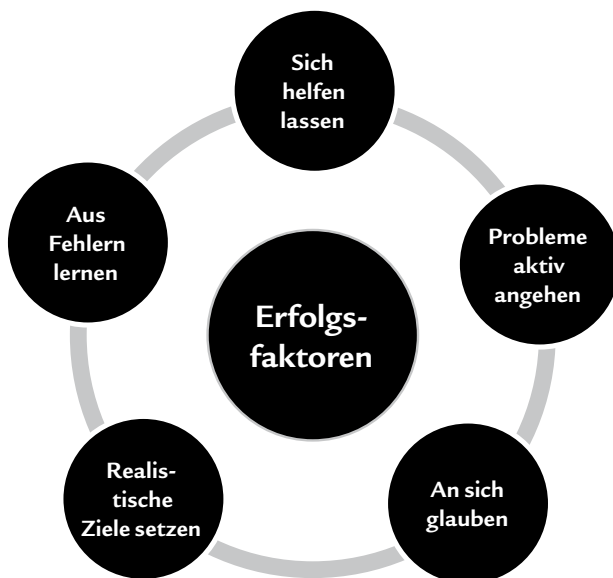 Sich
helfen
lassen
Probleme
aktiv
angehen
An sich
glauben
Realis-
tische
Ziele setzen
Aus
Fehlern
lernen
Erfolgs-
faktoren